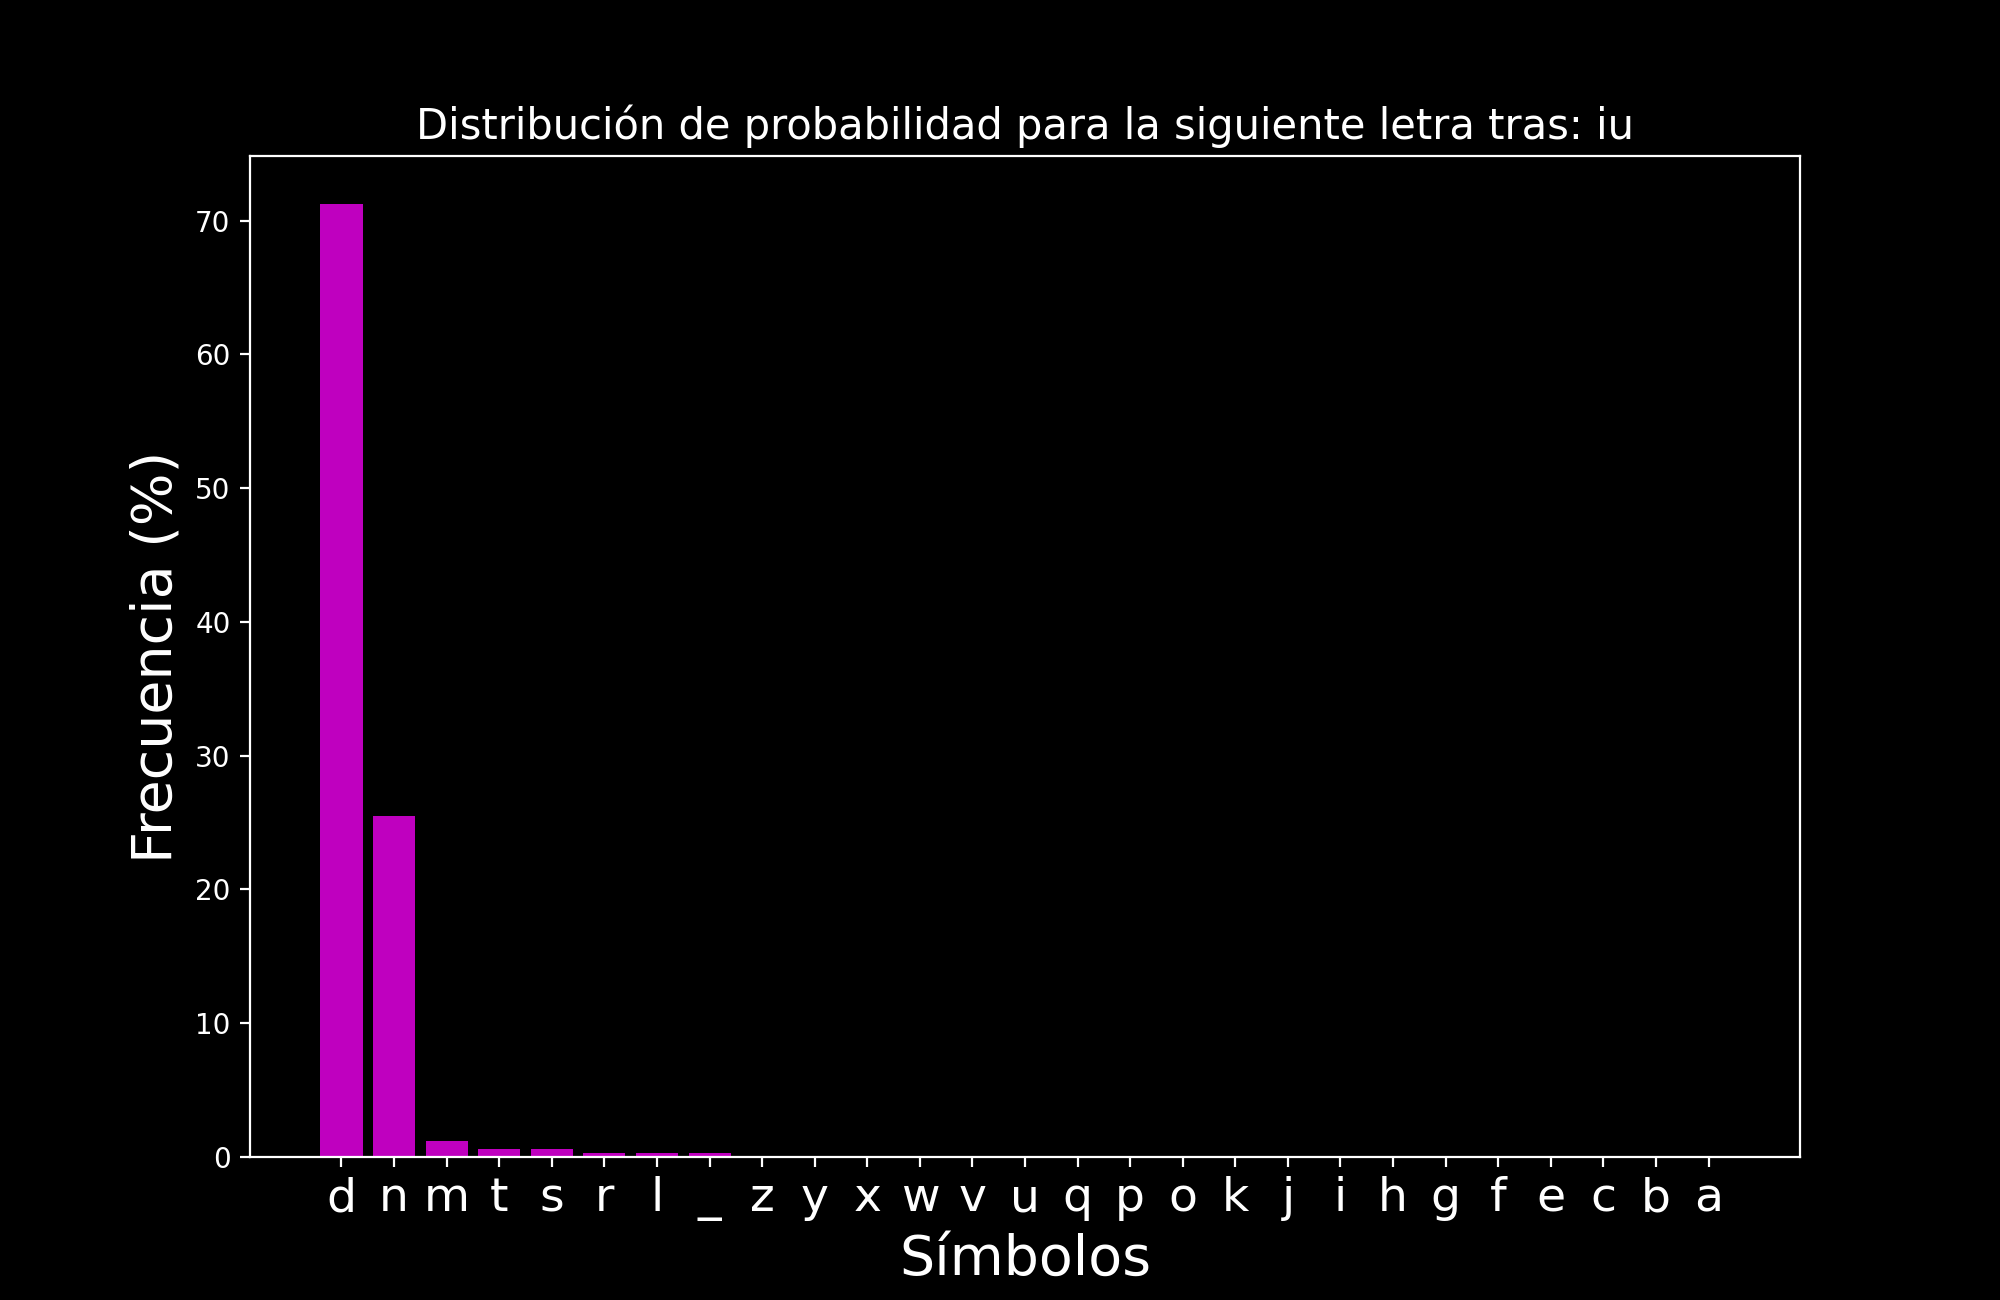 Distribución de probabilidad para la siguiente letra tras: iu
Frecuencia (%)
70
60
50
40
30
20
10
0
d n m t s r l _ z y x w v u q p o k j i h g f e c b a
Símbolos